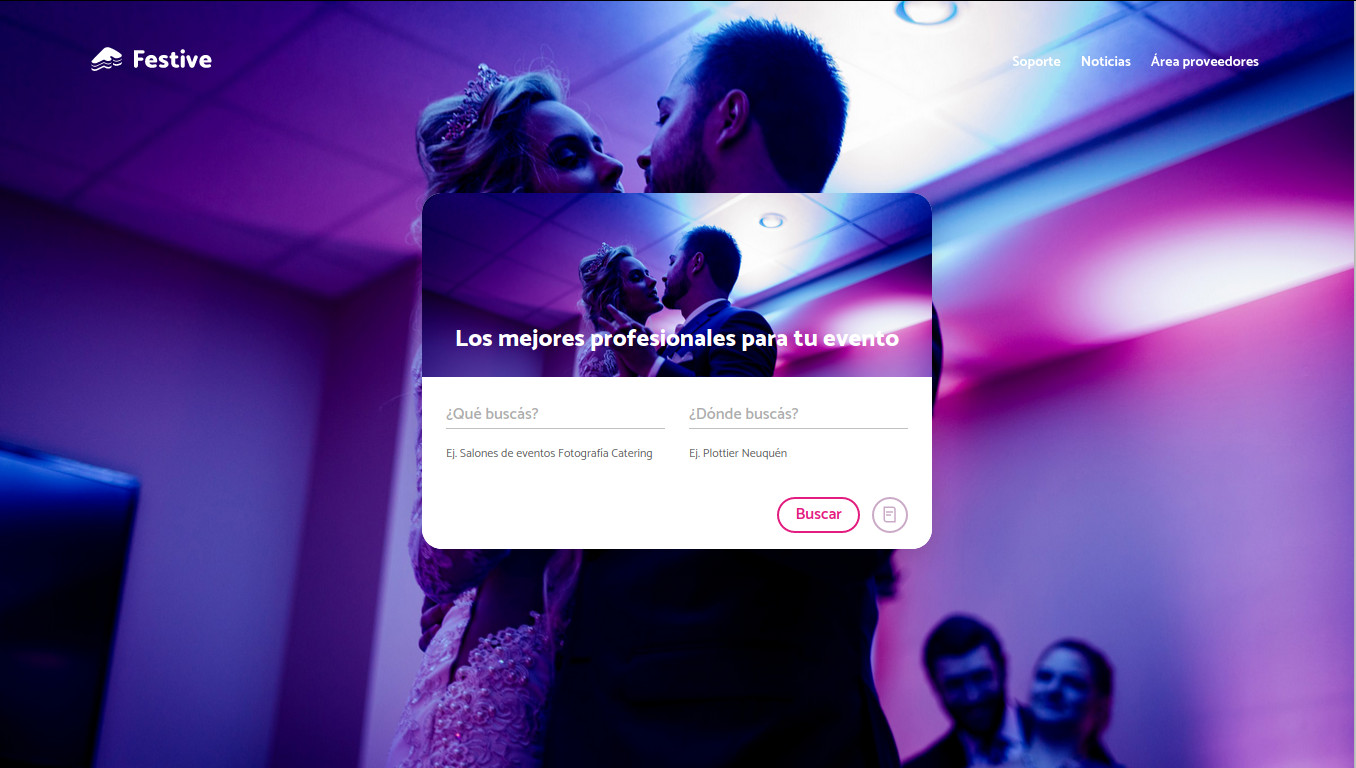 Festive
Soporte Noticias Área proveedores
Los mejores profesionales para tu evento
¿Qué buscás? ¿Dónde buscás?
Ej. Salones de eventos Fotografía Catering Ej. Plottier Neuquén
Buscar